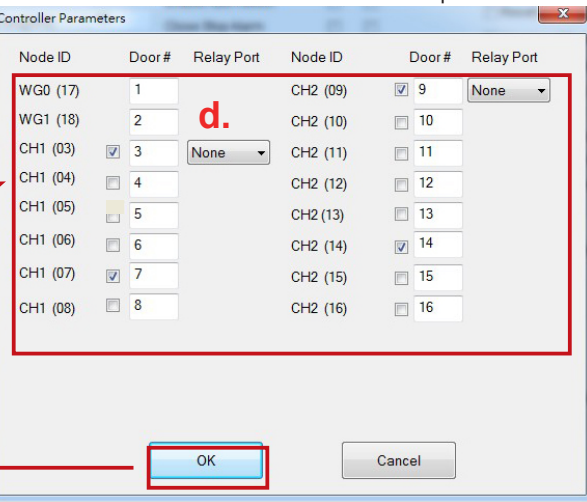 Controller Parameters
Node ID Door# Relay Port Node ID Door# Relay Port
WG0 (17) 1 CH2 (09) 9 None
WG1 (18) 2 d. CH2 (10) 10
CH1 (03) 3 None CH2 (11) 11
CH1 (04) 4 CH2 (12) 12
CH1 (05) 5 CH2 (13) 13
CH1 (06) 6 CH2 (14) 14
CH1 (07) 7 CH2 (15) 15
CH1 (08) 8 CH2 (16) 16
OK Cancel